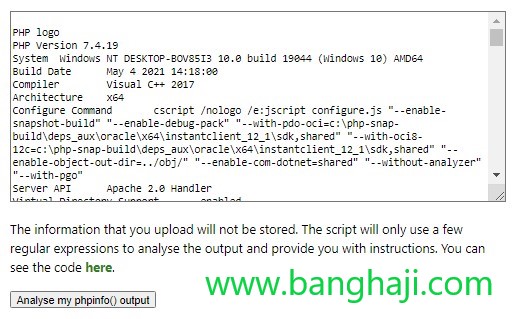 PHP logo
PHP Version 7.4.19
System Windows NT DESKTOP-BOV85I3 10.0 build 19044 (Windows 10) AMD64
Build Date May 4 2021 14:18:00
Compiler Visual C++ 2017
Architecture x64
Configure Command cscript /nologo /e:jscript configure.js "--enable-
snapshot-build" "--enable-debug-pack" "--with-pdo-oci=c:\php-snap-
build\deps_aux\oracle\x64\instantclient_12_1\sdk,shared" "--with-oci8-
12c=c:\php-snap-build\deps_aux\oracle\x64\instantclient_12_1\sdk,shared" "--
enable-object-out-dir=../obj/" "--enable-com-dotnet=shared" "--without-analyzer"
"--with-pgo"
Server API Apache 2.0 Handler
Virtual Directory Support enabled
The information that you upload will not be stored. The script will only use a few
regular expressions to analyse the output and provide you with instructions. You can
see the code here.
www.banghaji.com
Analyse my phpinfo() output